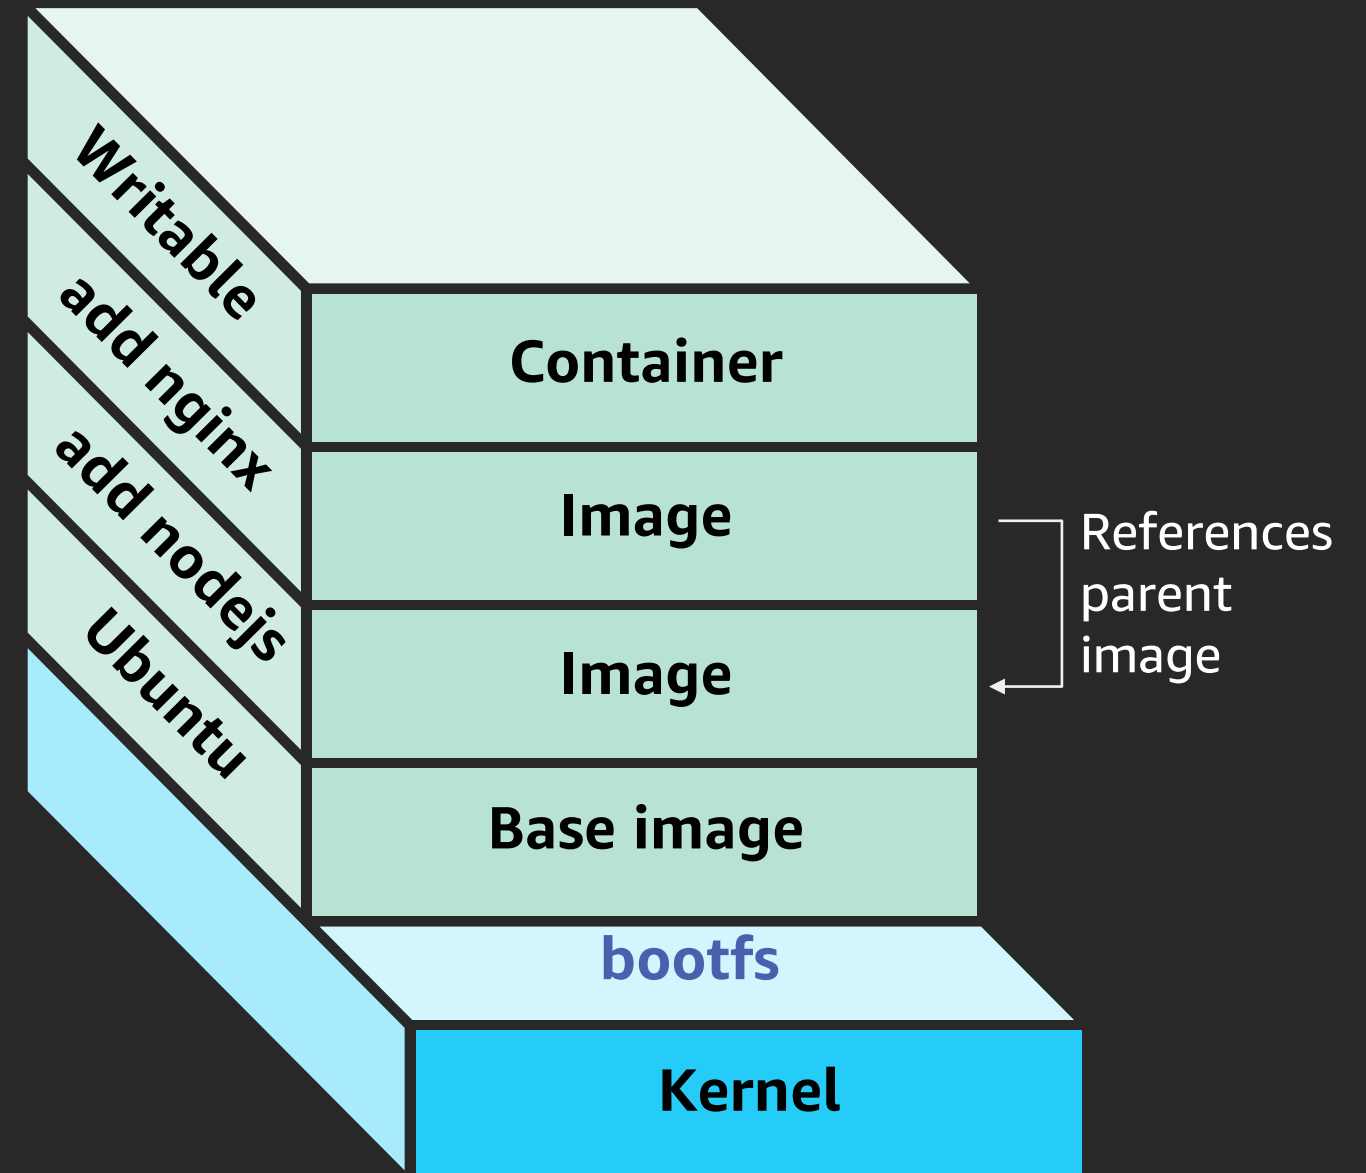 Writable
Container
add nginx
Image
References
parent
image
add nodejs
Image
Ubuntu
Base image
bootfs
Kernel